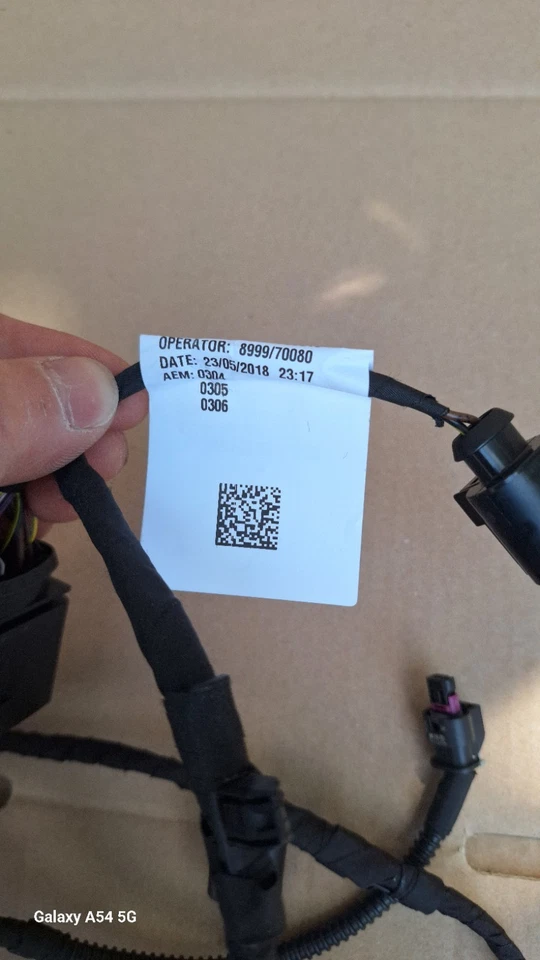 OPERATOR: 8999/70080
DATE: 23/05/2018 23:17
AEM: 0304
0305
0306
Galaxy A54 5G